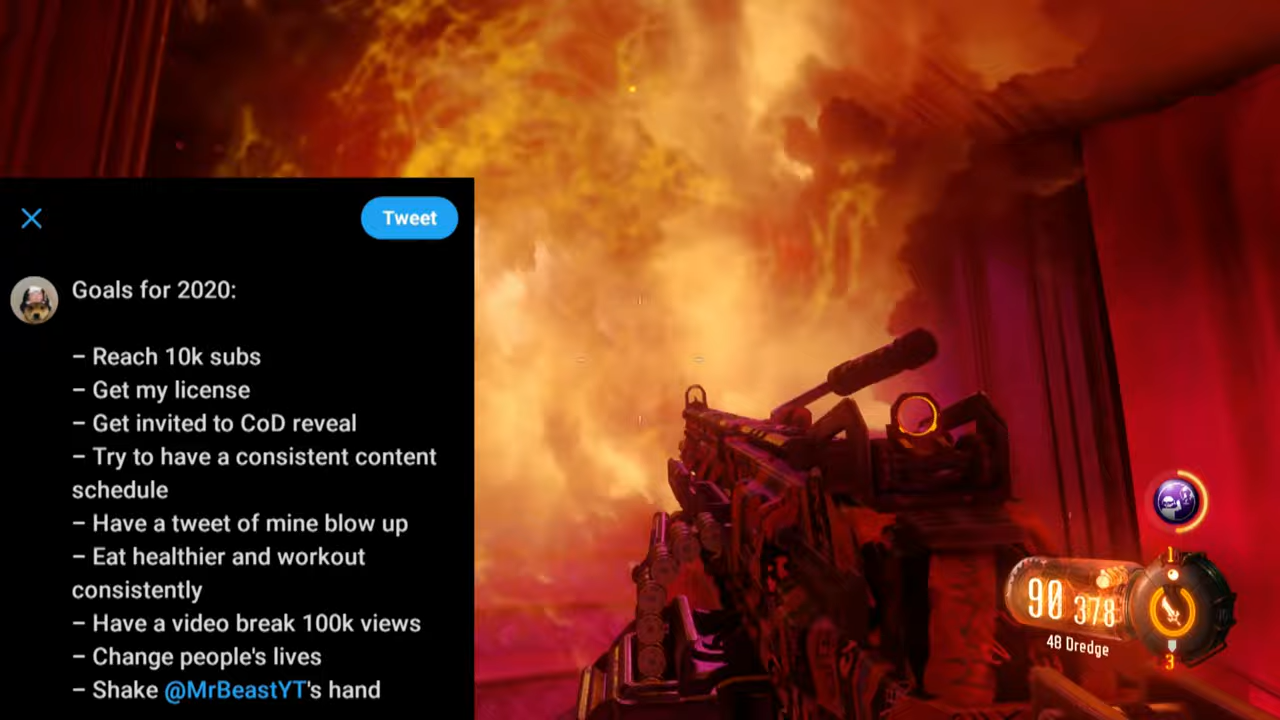 Tweet
Goals for 2020:
– Reach 10k subs
– Get my license
– Get invited to CoD reveal
– Try to have a consistent content
schedule
– Have a tweet of mine blow up
– Eat healthier and workout
consistently
– Have a video break 100k views
– Change people's lives
– Shake @MrBeastYT's hand
1
90 378
48 Dredge
3